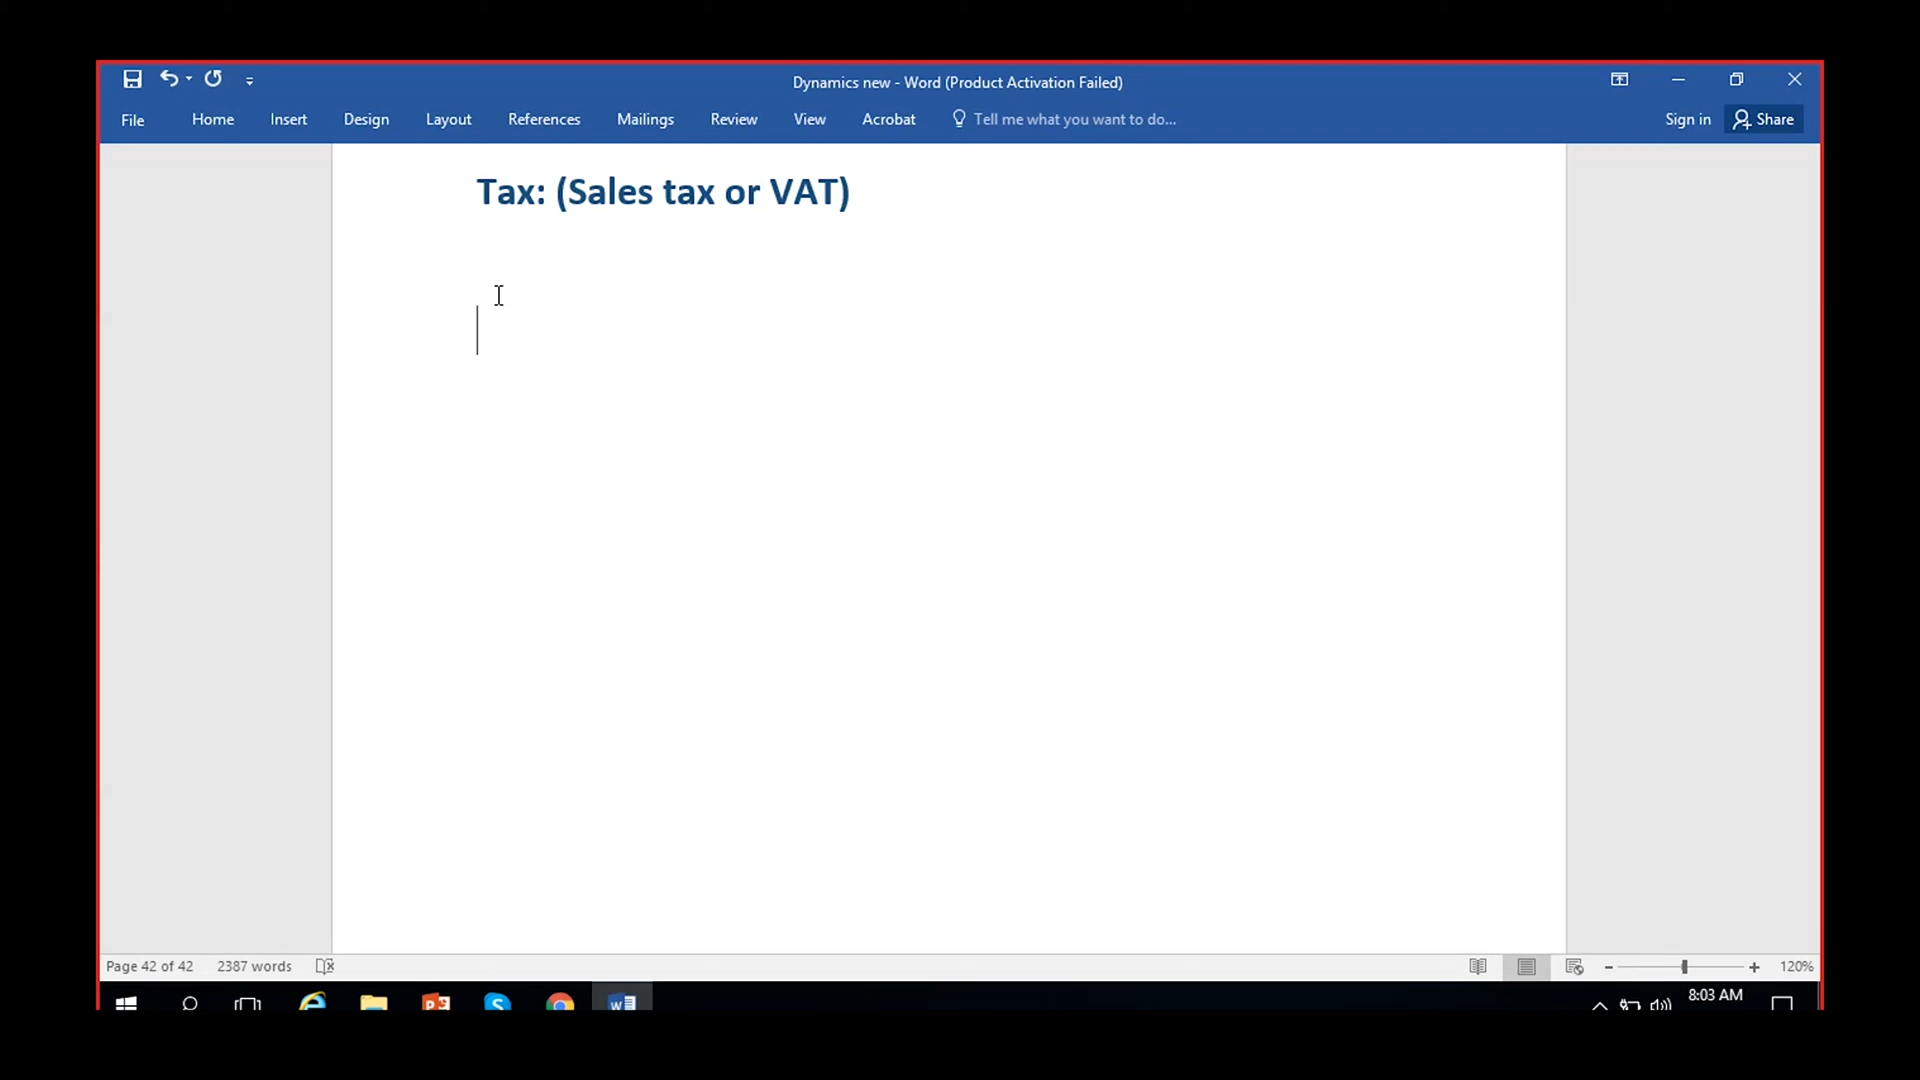 Dynamics new - Word (Product Activation Failed)
File Home Insert Design Layout References Mailings Review View Acrobat Tell me what you want to do... Sign in Share
Tax: (Sales tax or VAT)
Page 42 of 42 2387 words 120%
8:03 AM